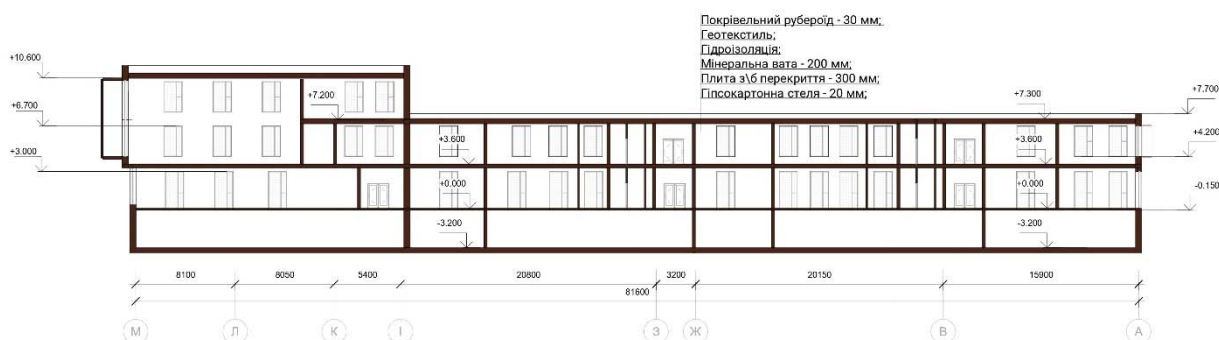 Покрівельний рубероїд - 30 мм;
Геотекстиль;
Гідроізоляція;
Мінеральна вата - 200 мм;
Плита з\б перекриття - 300 мм;
Гіпсокартонна стеля - 20 мм;
+10.600
+7.200
+7.300
+7.700
+6.700
+3.600
+3.600
+4.200
+3.000
+0.000
+0.000
-0.150
-3.200
-3.200
8100
8050
5400
20800
3200
20150
15900
81600
М
Л
К
І
З
Ж
В
А